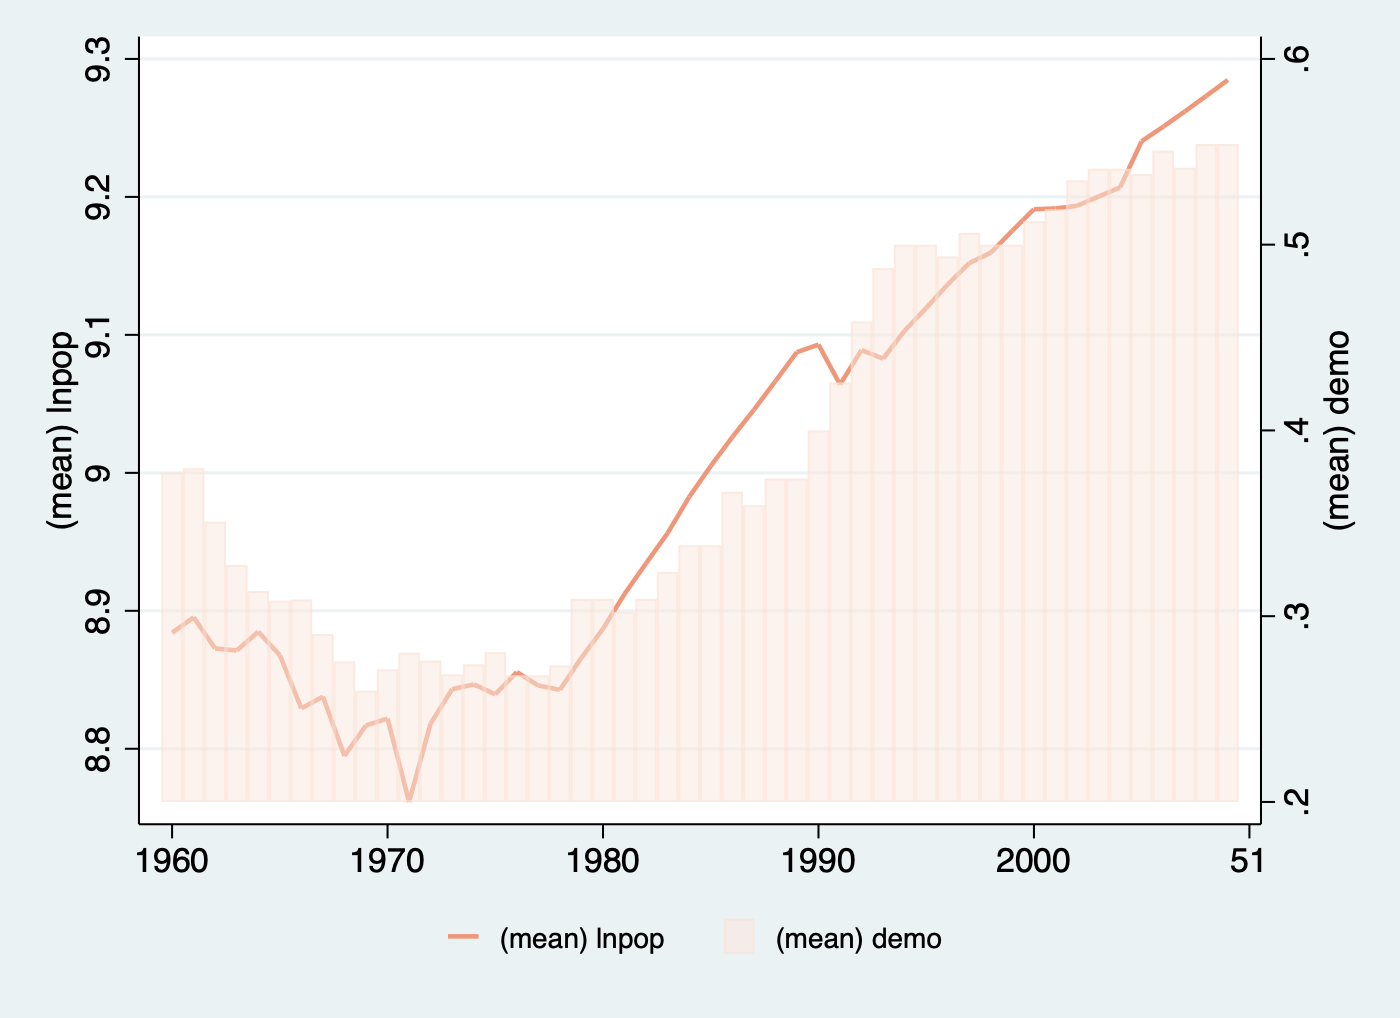 9.3
9.2
9.1
9
8.9
8.8
(mean) lnpop
.6
.5
.4
.3
.2
(mean) demo
1960 1970 1980 1990 2000 51
(mean) lnpop (mean) demo